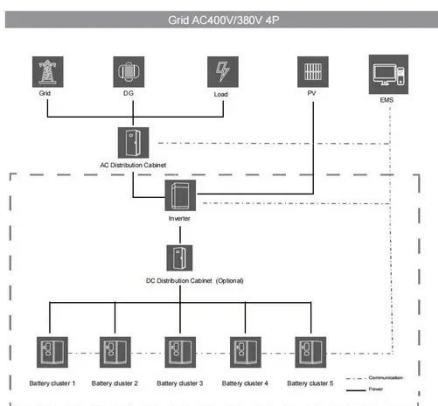 Grid AC400V/380V 4P
Grid
DG
Load
PV
EMS
AC Distribution Cabinet
Inverter
DC Distribution Cabinet (Optional)
Battery cluster 1
Battery cluster 2
Battery cluster 3
Battery cluster 4
Battery cluster 5
Communication
Power